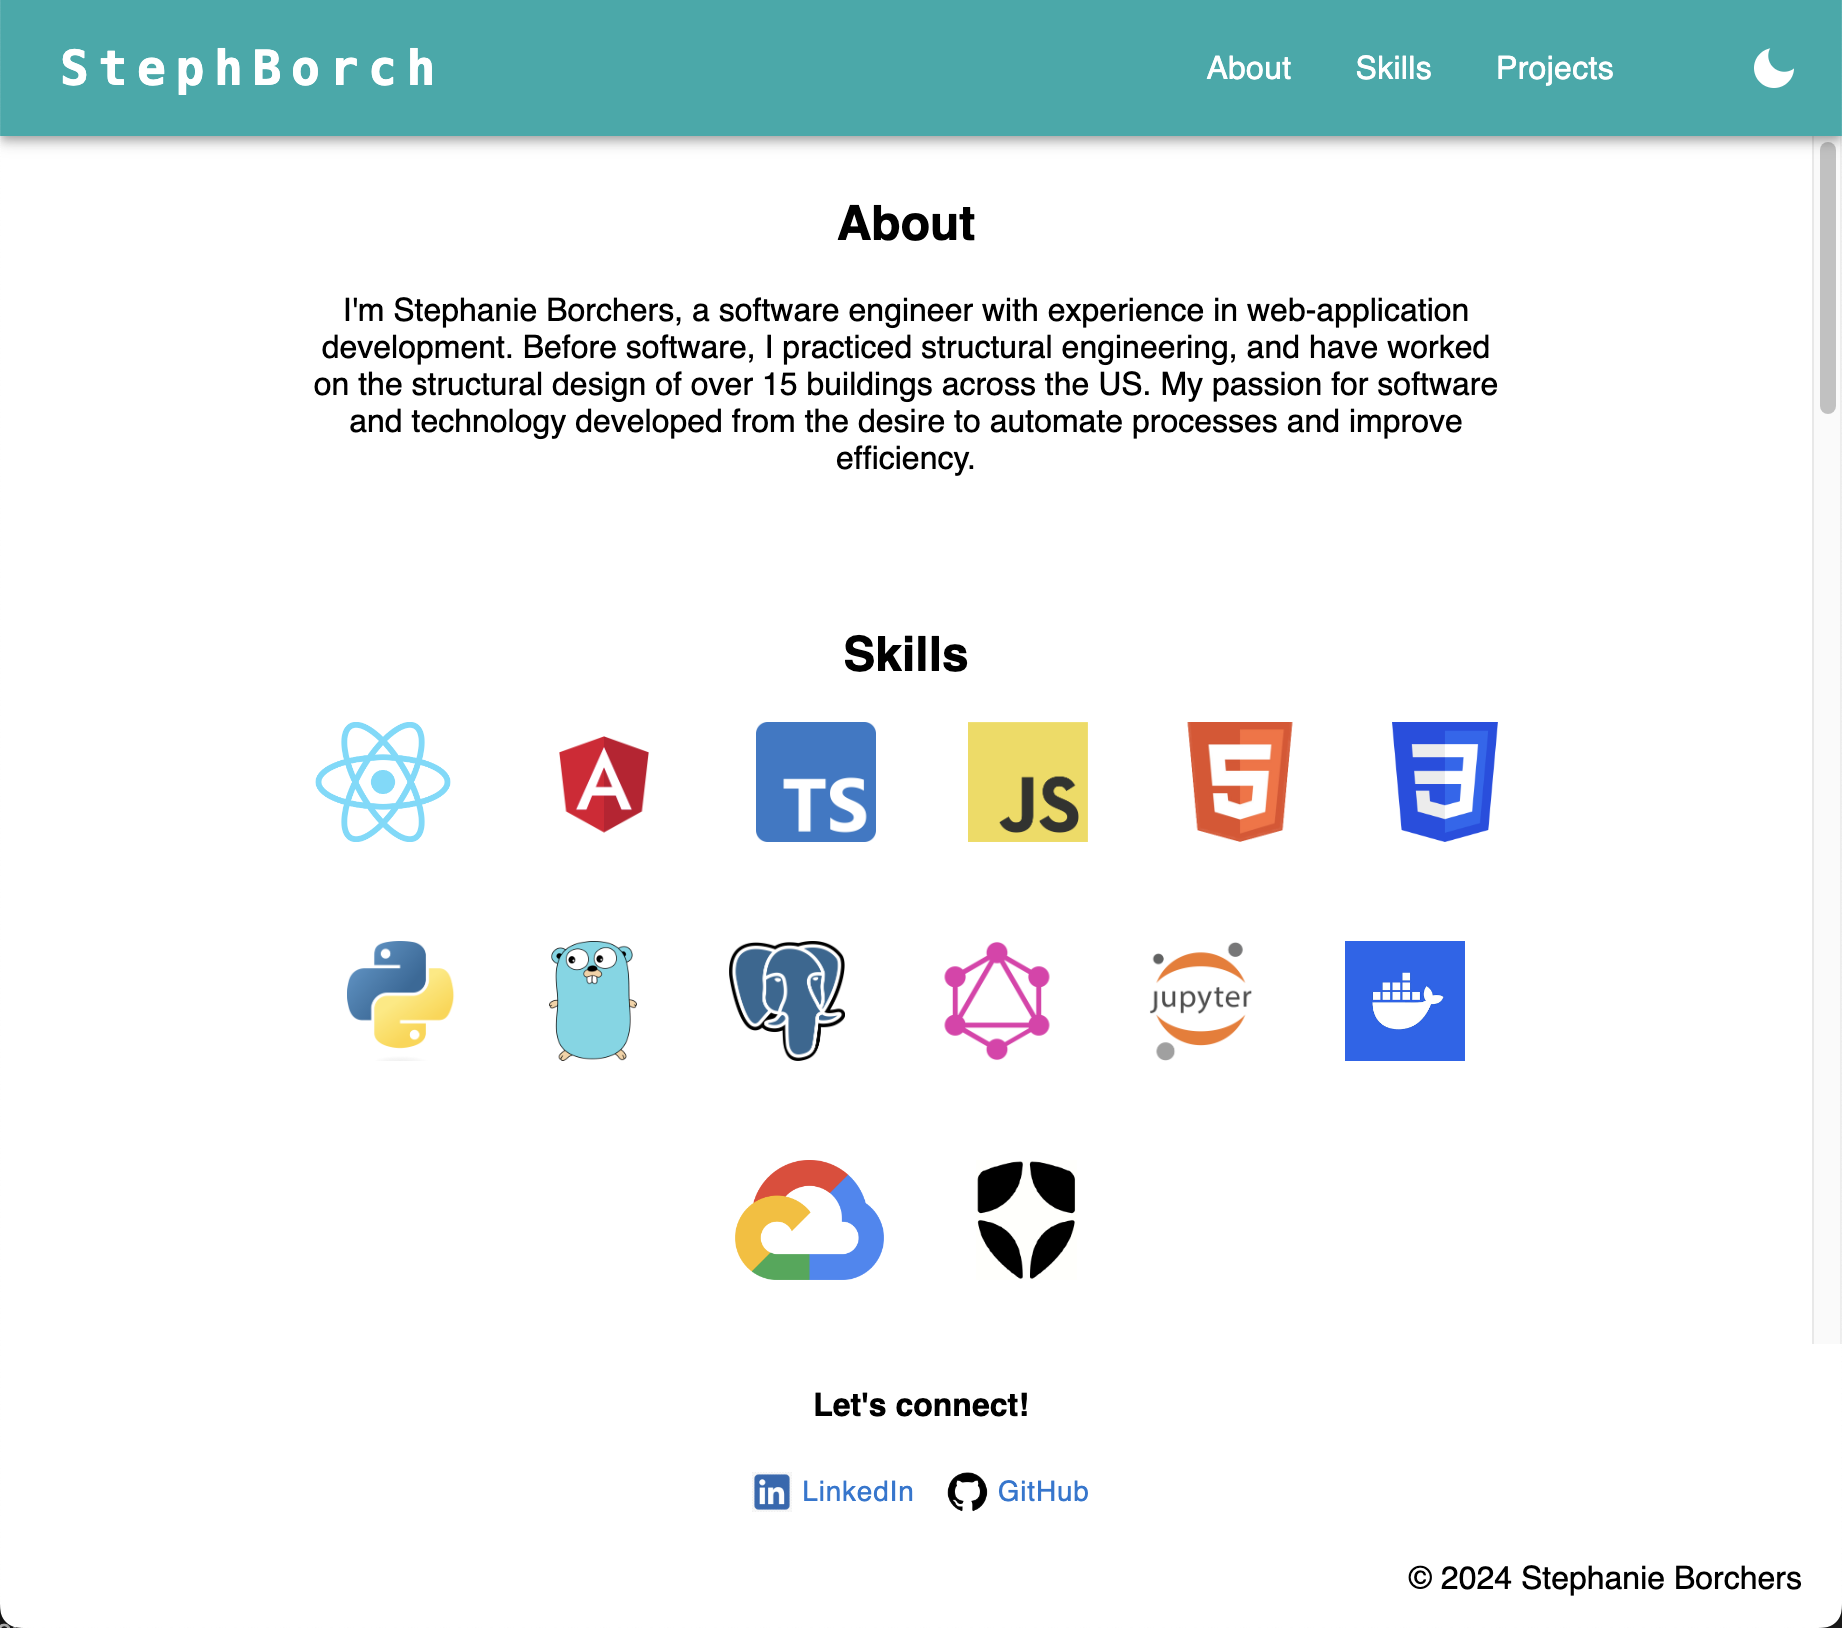 StephBorch
About
Skills
Projects
About
I'm Stephanie Borchers, a software engineer with experience in web-application
development. Before software, I practiced structural engineering, and have worked
on the structural design of over 15 buildings across the US. My passion for software
and technology developed from the desire to automate processes and improve
efficiency.
Skills
A
TS
JS
5
3
jupyter
Let's connect!
in LinkedIn
GitHub
© 2024 Stephanie Borchers